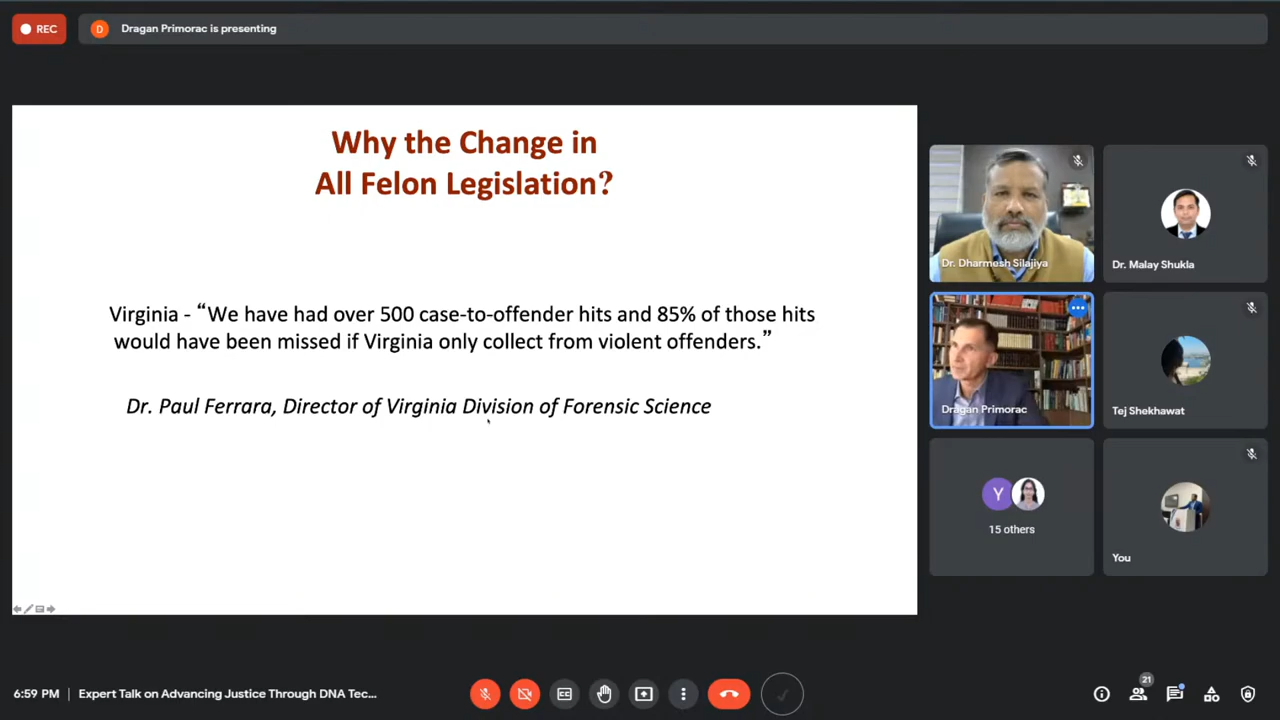 REC
D
Dragan Primorac is presenting
Why the Change in
All Felon Legislation?
Virginia - “We have had over 500 case-to-offender hits and 85% of those hits
would have been missed if Virginia only collect from violent offenders.”
Dr. Paul Ferrara, Director of Virginia Division of Forensic Science
Dr. Dharmesh Silajiya
Dr. Malay Shukla
Dragan Primorac
Tej Shekhawat
Y
15 others
You
6:59 PM | Expert Talk on Advancing Justice Through DNA Tec...
21